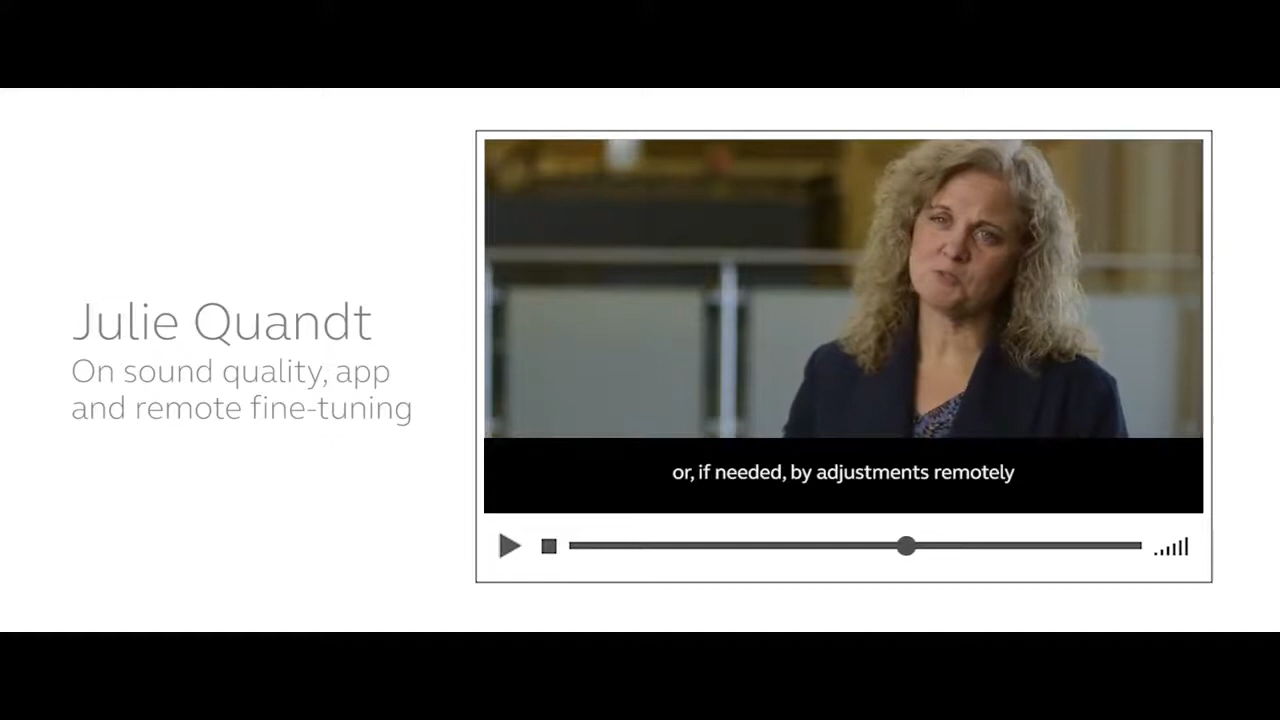 Julie Quandt
On sound quality, app
and remote fine-tuning
or, if needed, by adjustments remotely